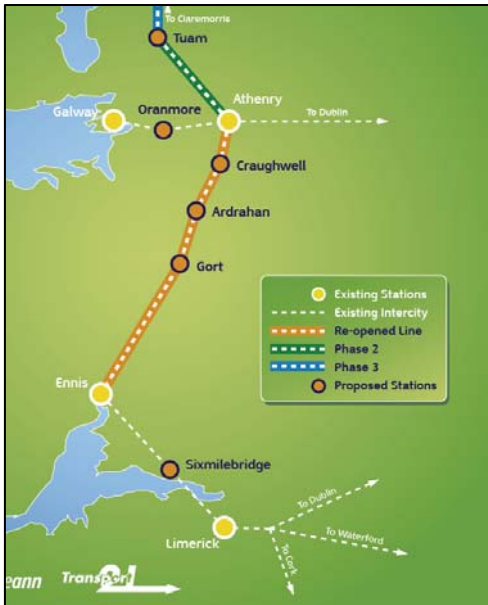 To Claremorris
Tuam
Galway
Oranmore
Athenry
To Dublin
Craughwell
Ardrahan
Gort
Existing Stations
Existing Intercity
Re-opened Line
Phase 2
Phase 3
Proposed Stations
Ennis
Sixmilebridge
Limerick
To Dublin
To Waterford
To Cork
eann
Transport 21